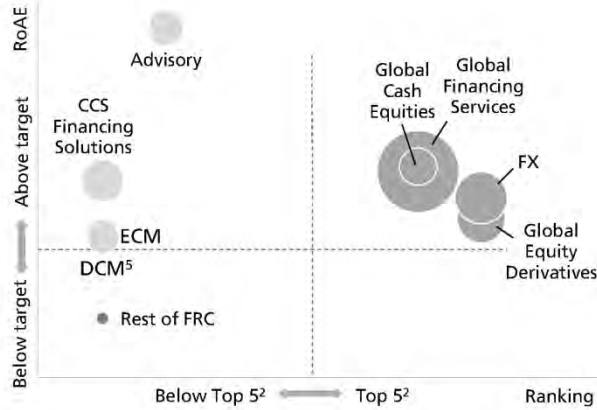 RoAE
Above target
Below target
Advisory
CCS
Financing
Solutions
ECM
DCM⁵
Rest of FRC
Global
Cash
Equities
Global
Financing
Services
FX
Global
Equity
Derivatives
Below Top 5²
Top 5²
Ranking